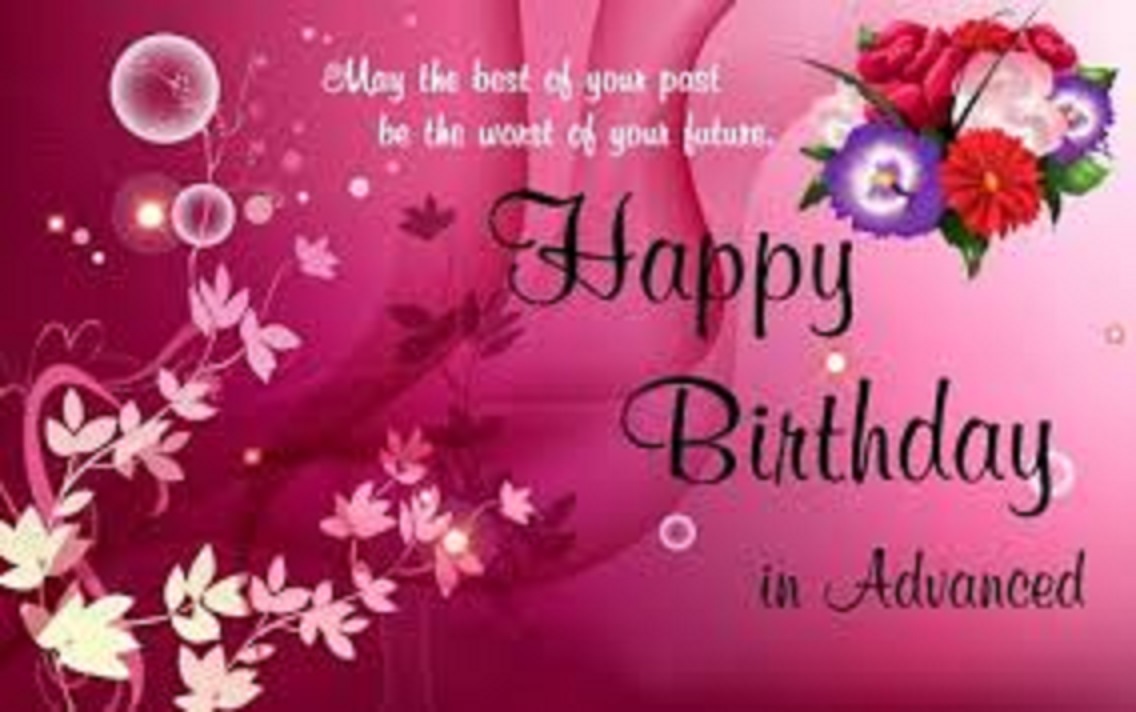 May the best of your past
be the worst of your future.
Happy
Birthday
in Advanced